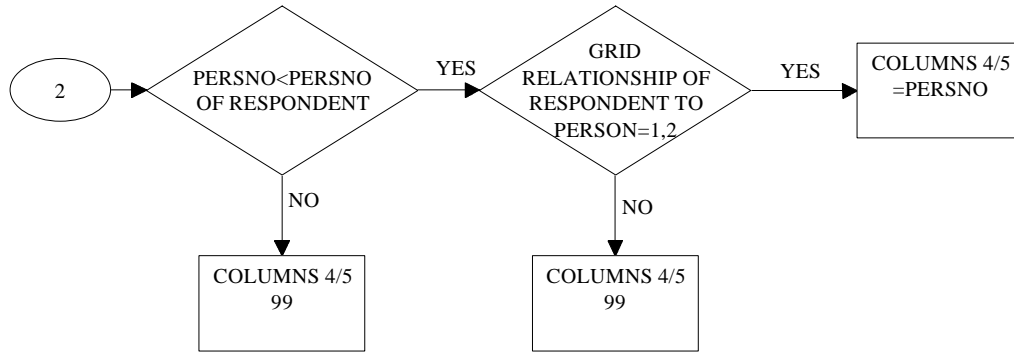 2
PERSNO<PERSNO
OF RESPONDENT
YES
GRID
RELATIONSHIP OF
RESPONDENT TO
PERSON=1,2
YES
COLUMNS 4/5
=PERSNO
NO
NO
COLUMNS 4/5
99
COLUMNS 4/5
99